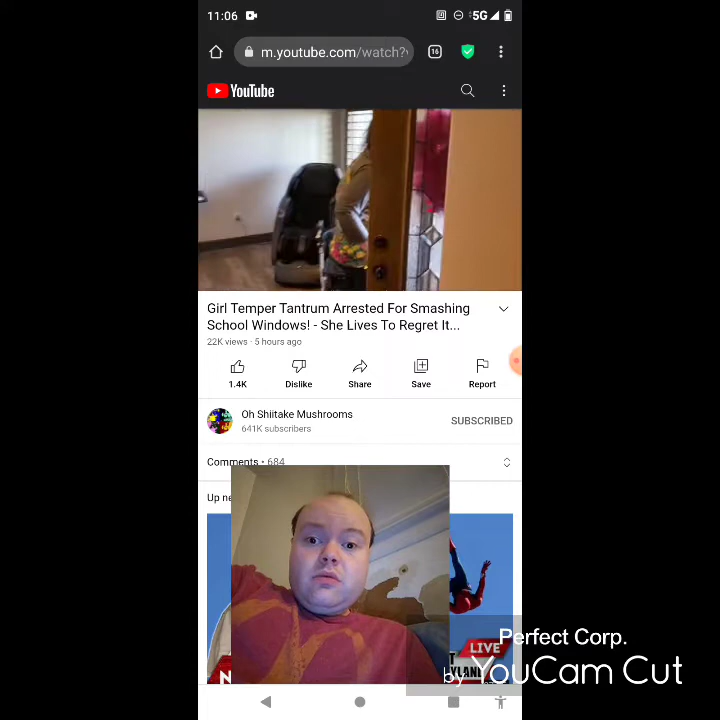 11:06 5G
m.youtube.com/watch?v
16
YouTube
Girl Temper Tantrum Arrested For Smashing
School Windows! - She Lives To Regret It...
22K views · 5 hours ago
1.4K Dislike Share Save Report
Oh Shiitake Mushrooms
641K subscribers
SUBSCRIBED
Comments · 684
Up
LIVE
Perfect Corp.
by YouCam Cut